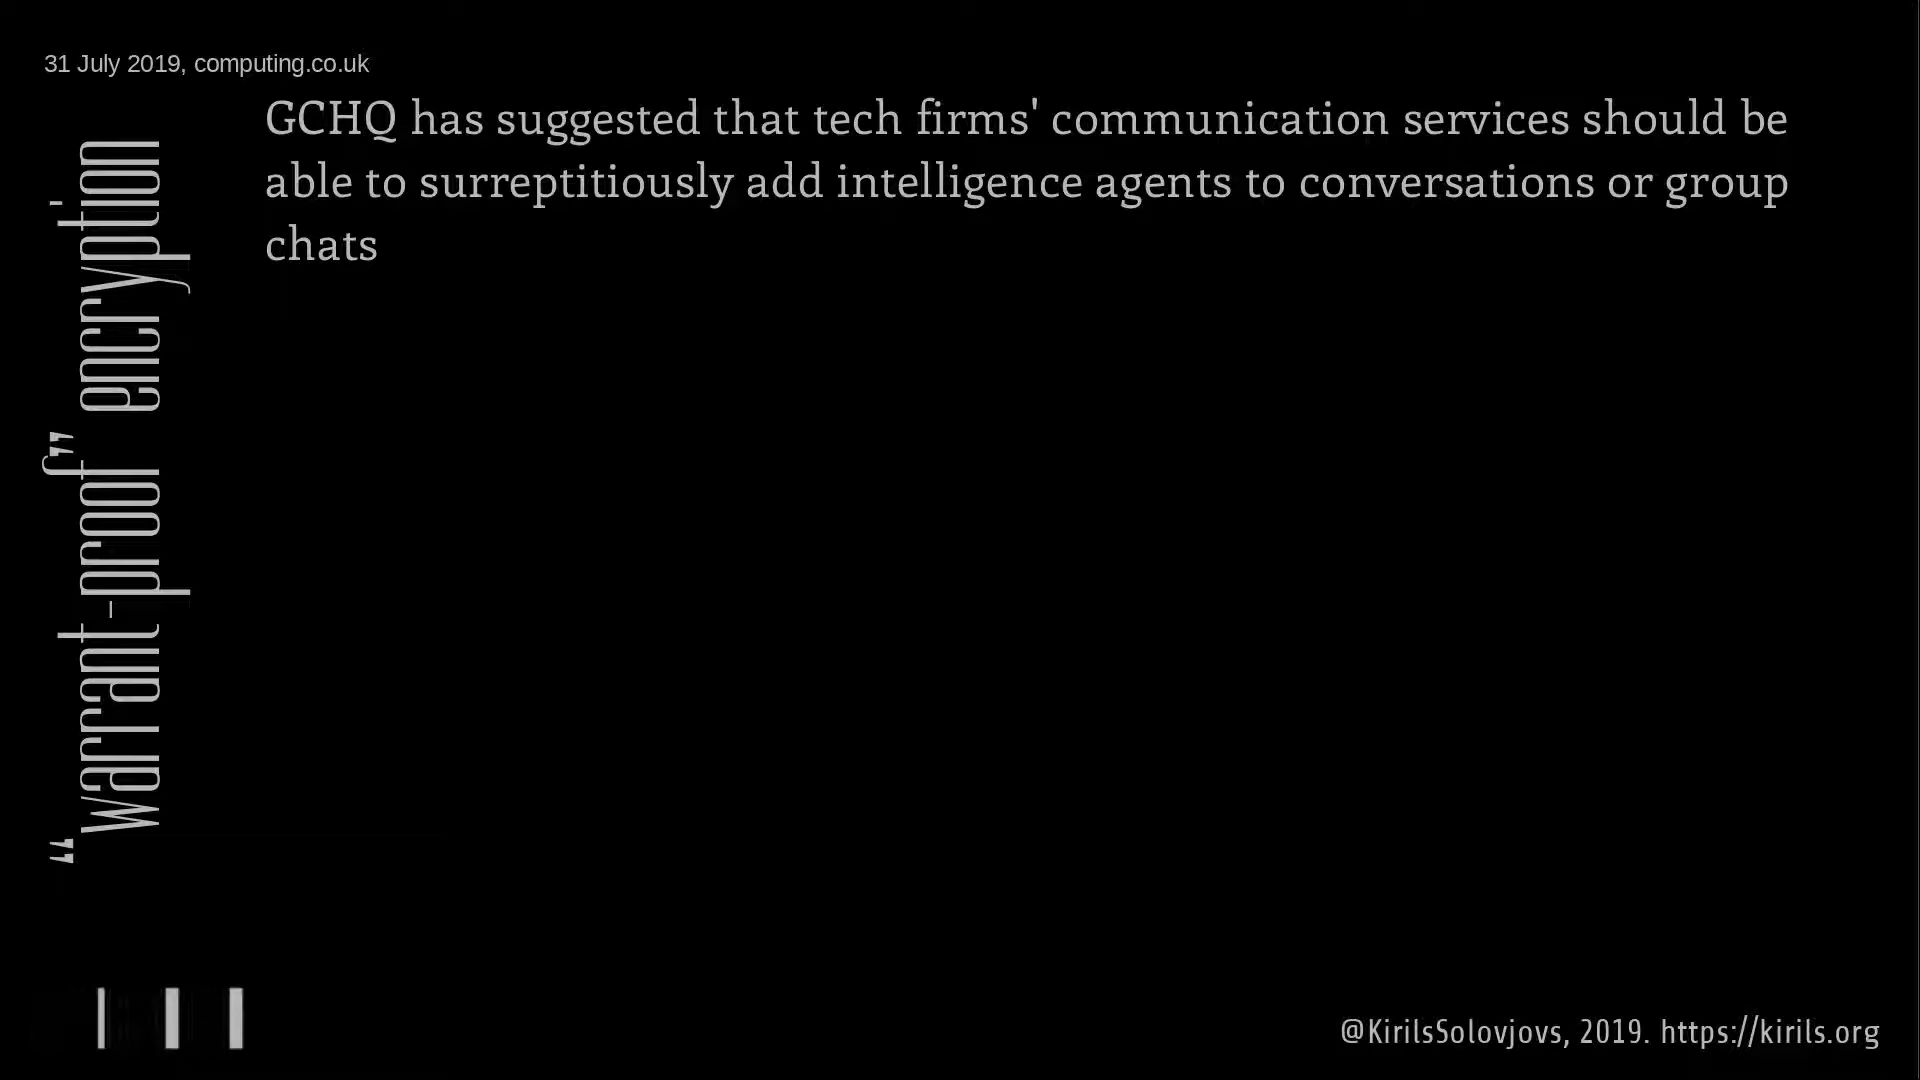 31 July 2019, computing.co.uk
GCHQ has suggested that tech firms' communication services should be
able to surreptitiously add intelligence agents to conversations or group
chats
“warrant-proof” encryption
@KirilsSolovjovs, 2019. https://kirils.org